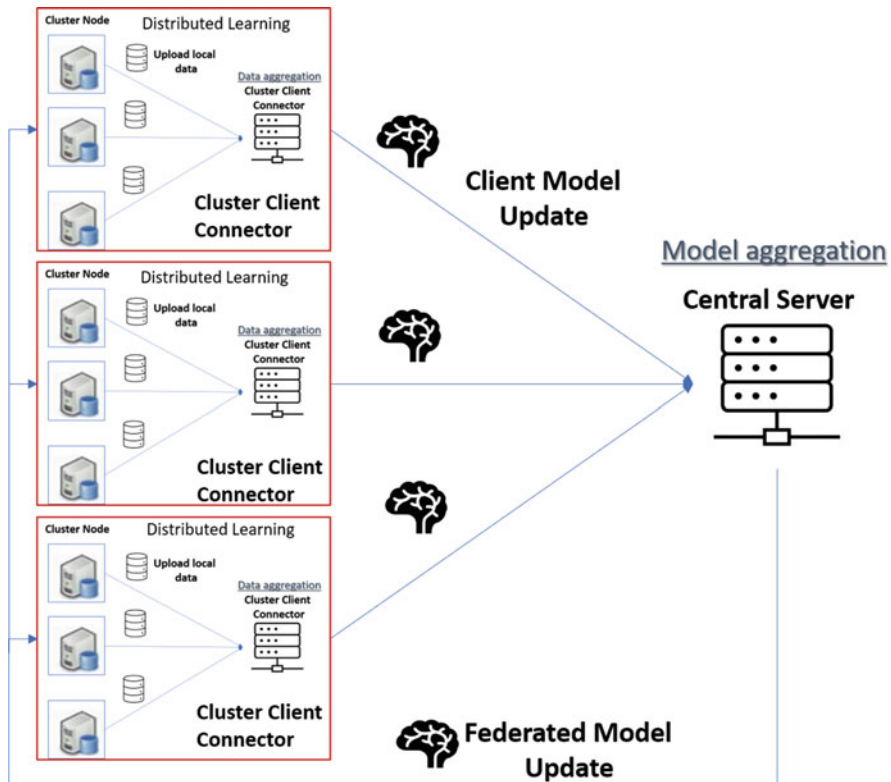 Cluster Node
Distributed Learning
Upload local
data
Data aggregation
Cluster Client
Connector
Cluster Client
Connector
Cluster Node
Distributed Learning
Upload local
data
Data aggregation
Cluster Client
Connector
Cluster Client
Connector
Cluster Node
Distributed Learning
Upload local
data
Data aggregation
Cluster Client
Connector
Cluster Client
Connector
Client Model
Update
Model aggregation
Central Server
Federated Model
Update